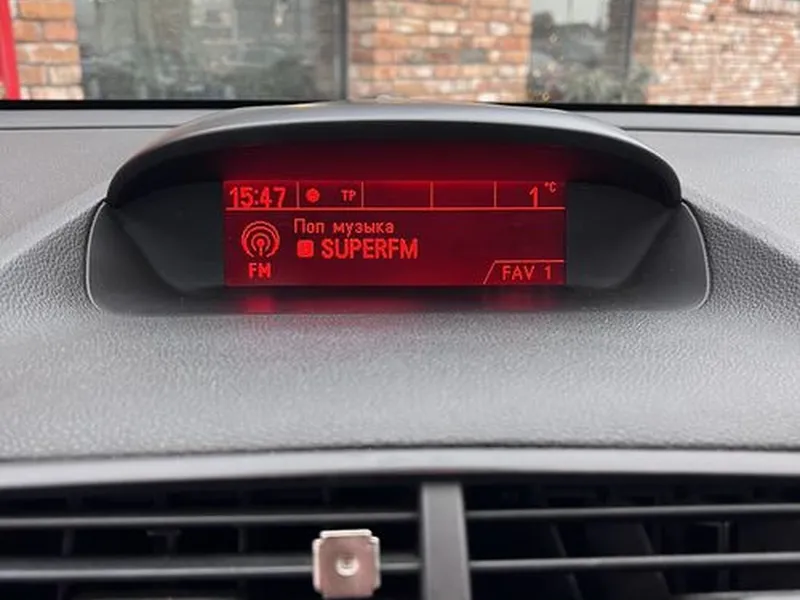 15:47 TP 1°C
Поп музыка
SUPERFM
FM
FAV 1